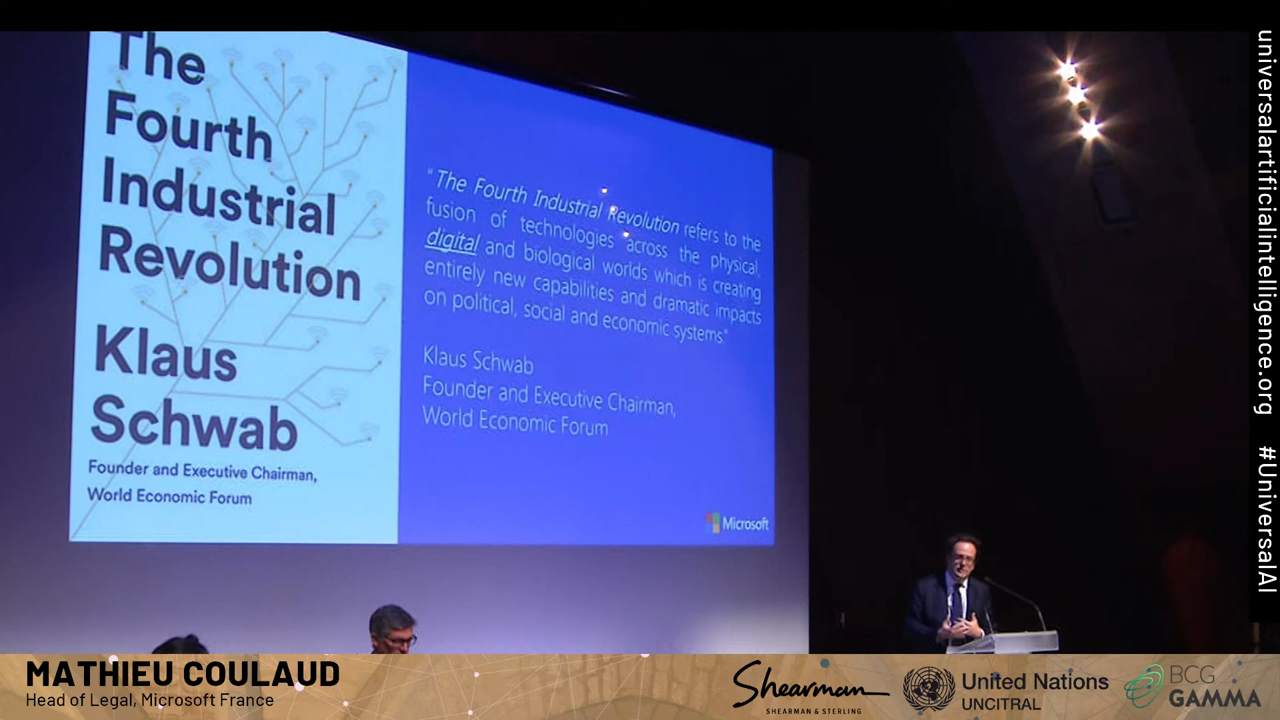 The
Fourth
Industrial
Revolution
Klaus
Schwab
Founder and Executive Chairman,
World Economic Forum
"The Fourth Industrial Revolution refers to the
fusion of technologies across the physical,
digital and biological worlds which is creating
entirely new capabilities and dramatic impacts
on political, social and economic systems"
Klaus Schwab
Founder and Executive Chairman,
World Economic Forum
Microsoft
universalartificialintelligence.org #UniversalAI
MATHIEU COULAUD
Head of Legal, Microsoft France
Shearman
SHEARMAN & STERLING
United Nations
UNCITRAL
BCG
GAMMA